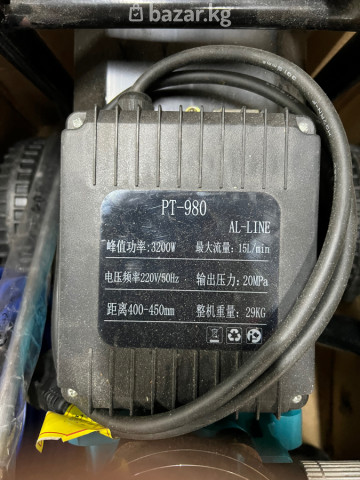 bazar.kg
PT-980
AL-LINE
峰值功率:3200W 最大流量: 15L/min
电压频率220V/50Hz 输出压力:20MPa
距离400-450mm 整机重量: 29KG